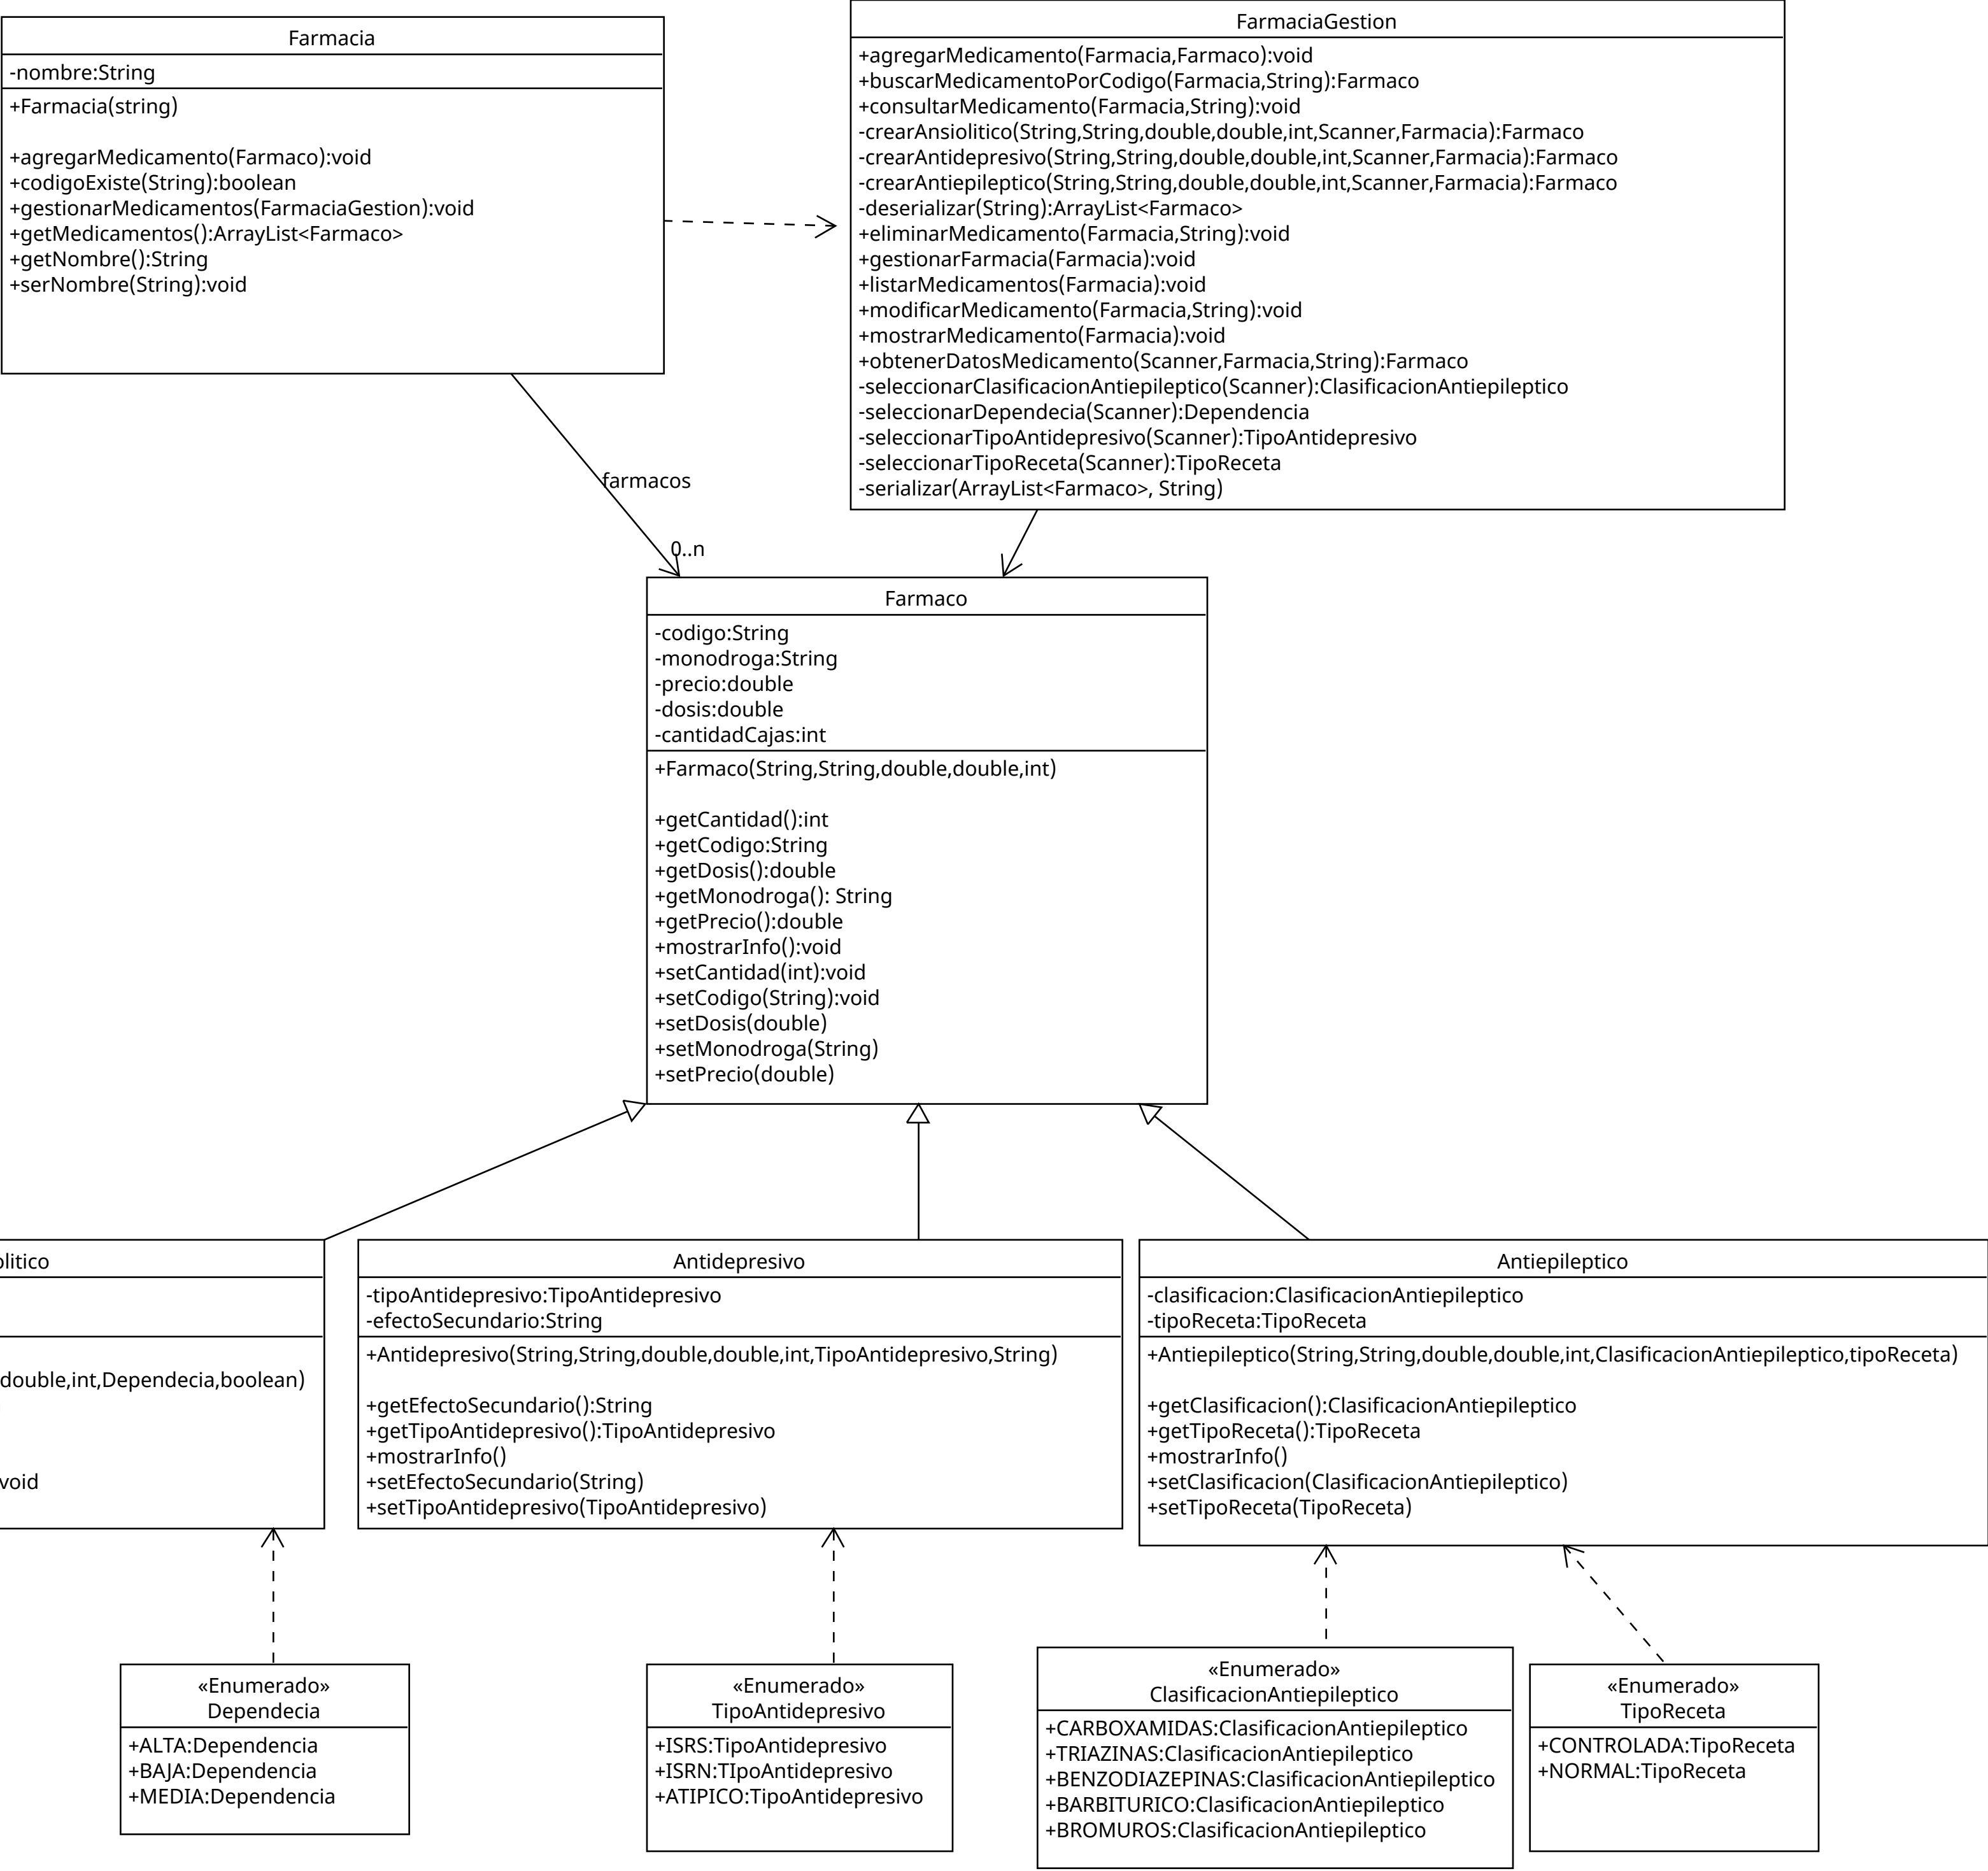 Farmacia
-nombre:String
+Farmacia(string)
+agregarMedicamento(Farmaco):void
+codigoExiste(String):boolean
+gestionarMedicamentos(FarmaciaGestion):void
+getMedicamentos():ArrayList<Farmaco>
+getNombre():String
+serNombre(String):void
FarmaciaGestion
+agregarMedicamento(Farmacia,Farmaco):void
+buscarMedicamentoPorCodigo(Farmacia,String):Farmaco
+consultarMedicamento(Farmacia,String):void
-crearAnsiolitico(String,String,double,double,int,Scanner,Farmacia):Farmaco
-crearAntidepresivo(String,String,double,double,int,Scanner,Farmacia):Farmaco
-crearAntiepileptico(String,String,double,double,int,Scanner,Farmacia):Farmaco
-deserializar(String):ArrayList<Farmaco>
+eliminarMedicamento(Farmacia,String):void
+gestionarFarmacia(Farmacia):void
+listarMedicamentos(Farmacia):void
+modificarMedicamento(Farmacia,String):void
+mostrarMedicamento(Farmacia):void
+obtenerDatosMedicamento(Scanner,Farmacia,String):Farmaco
-seleccionarClasificacionAntiepileptico(Scanner):ClasificacionAntiepileptico
-seleccionarDependecia(Scanner):Dependencia
-seleccionarTipoAntidepresivo(Scanner):TipoAntidepresivo
-seleccionarTipoReceta(Scanner):TipoReceta
-serializar(ArrayList<Farmaco>, String)
farmacos
0..n
Farmaco
-codigo:String
-monodroga:String
-precio:double
-dosis:double
-cantidadCajas:int
+Farmaco(String,String,double,double,int)
+getCantidad():int
+getCodigo:String
+getDosis():double
+getMonodroga(): String
+getPrecio():double
+mostrarInfo():void
+setCantidad(int):void
+setCodigo(String):void
+setDosis(double)
+setMonodroga(String)
+setPrecio(double)
litico
double,int,Dependecia,boolean)
void
Antidepresivo
-tipoAntidepresivo:TipoAntidepresivo
-efectoSecundario:String
+Antidepresivo(String,String,double,double,int,TipoAntidepresivo,String)
+getEfectoSecundario():String
+getTipoAntidepresivo():TipoAntidepresivo
+mostrarInfo()
+setEfectoSecundario(String)
+setTipoAntidepresivo(TipoAntidepresivo)
Antiepileptico
-clasificacion:ClasificacionAntiepileptico
-tipoReceta:TipoReceta
+Antiepileptico(String,String,double,double,int,ClasificacionAntiepileptico,tipoReceta)
+getClasificacion():ClasificacionAntiepileptico
+getTipoReceta():TipoReceta
+mostrarInfo()
+setClasificacion(ClasificacionAntiepileptico)
+setTipoReceta(TipoReceta)
«Enumerado»
Dependecia
+ALTA:Dependencia
+BAJA:Dependencia
+MEDIA:Dependencia
«Enumerado»
TipoAntidepresivo
+ISRS:TipoAntidepresivo
+ISRN:TIpoAntidepresivo
+ATIPICO:TipoAntidepresivo
«Enumerado»
ClasificacionAntiepileptico
+CARBOXAMIDAS:ClasificacionAntiepileptico
+TRIAZINAS:ClasificacionAntiepileptico
+BENZODIAZEPINAS:ClasificacionAntiepileptico
+BARBITURICO:ClasificacionAntiepileptico
+BROMUROS:ClasificacionAntiepileptico
«Enumerado»
TipoReceta
+CONTROLADA:TipoReceta
+NORMAL:TipoReceta